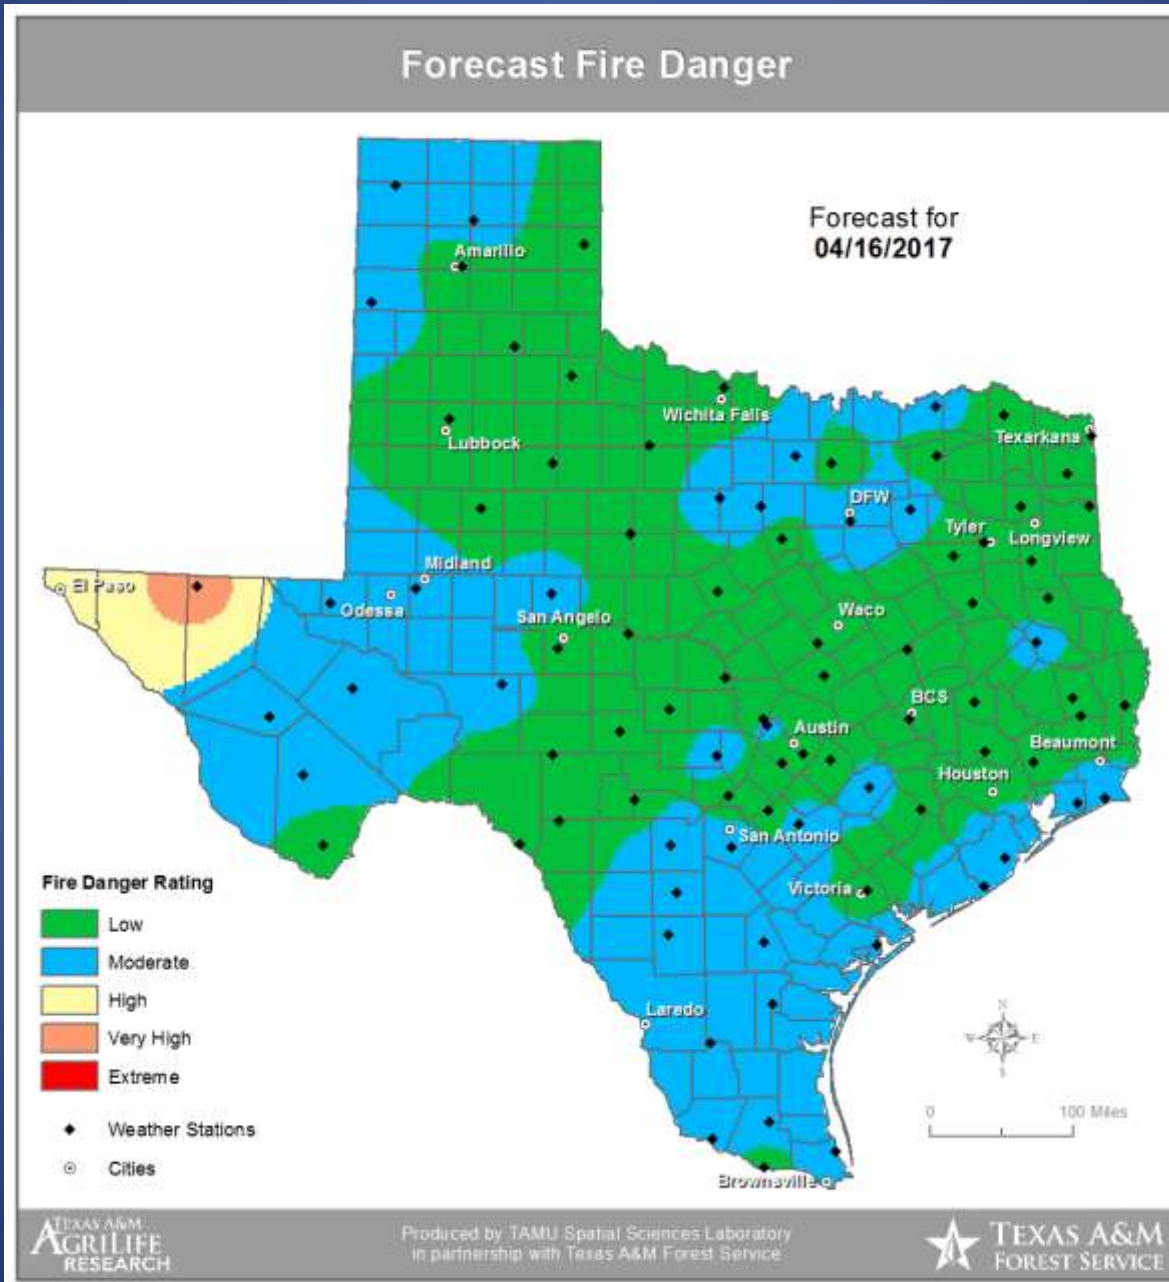 Forecast Fire Danger
Forecast for
04/16/2017
Amarillo
Wichita Falls
Lubbock
Texarkana
DFW
Tyler
Longview
Midland
El Paso
Odessa
San Angelo
Waco
BCS
Austin
Beaumont
Houston
San Antonio
Victoria
Laredo
Brownsville
Fire Danger Rating
Low
Moderate
High
Very High
Extreme
Weather Stations
Cities
N
W E
S
0 100 Miles
TEXAS A&M
AGRILIFE
RESEARCH
Produced by TAMU Spatial Sciences Laboratory
in partnership with Texas A&M Forest Service
TEXAS A&M
FOREST SERVICE